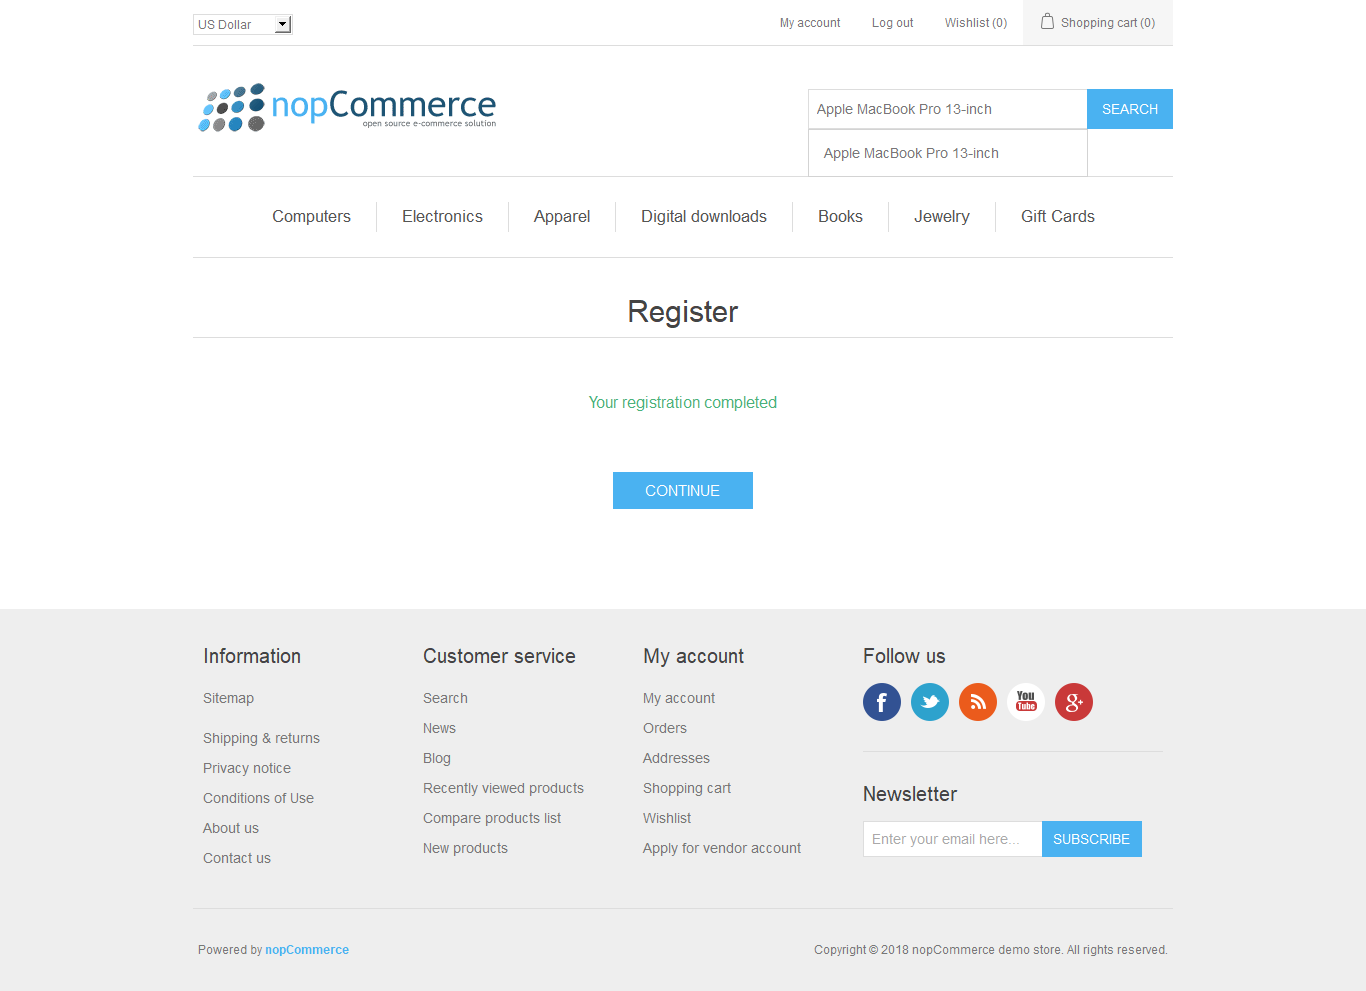 US Dollar
My account
Log out
Wishlist (0)
Shopping cart (0)
nopCommerce
open source e-commerce solution
Apple MacBook Pro 13-inch
SEARCH
Apple MacBook Pro 13-inch
Computers
Electronics
Apparel
Digital downloads
Books
Jewelry
Gift Cards
Register
Your registration completed
CONTINUE
Information
Sitemap
Shipping & returns
Privacy notice
Conditions of Use
About us
Contact us
Customer service
Search
News
Blog
Recently viewed products
Compare products list
New products
My account
My account
Orders
Addresses
Shopping cart
Wishlist
Apply for vendor account
Follow us
f
You
Tube
g+
Newsletter
Enter your email here...
SUBSCRIBE
Powered by nopCommerce
Copyright © 2018 nopCommerce demo store. All rights reserved.